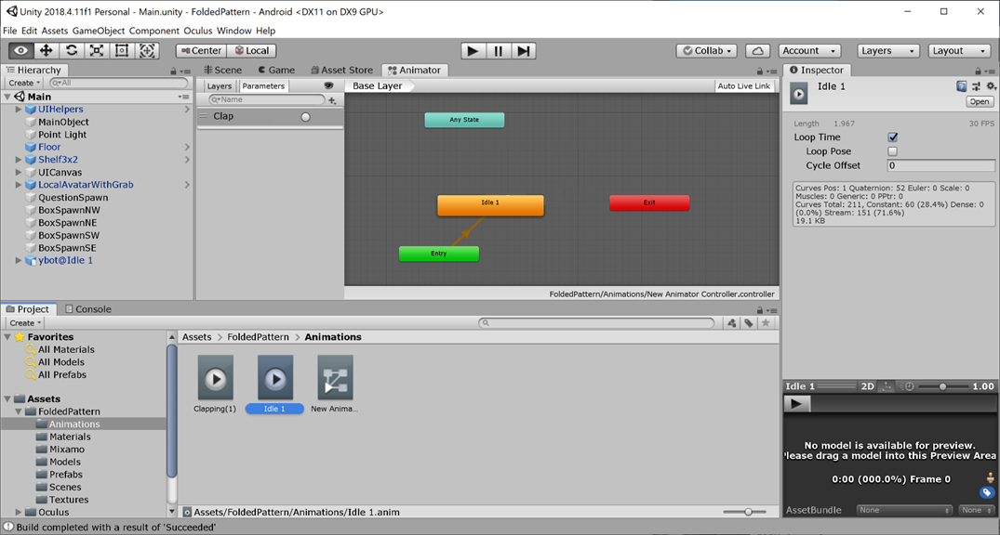 Unity 2018.4.11f1 Personal - Main.unity - FoldedPattern - Android <DX11 on DX9 GPU>
File Edit Assets GameObject Component Oculus Window Help
Center Local Collab Account Layers Layout
Hierarchy
Create All
Main
UIHelpers
MainObject
Point Light
Floor
Shelf3x2
UICanvas
LocalAvatarWithGrab
QuestionSpawn
BoxSpawnNW
BoxSpawnNE
BoxSpawnSW
BoxSpawnSE
ybot@Idle 1
Scene Game Asset Store Animator
Layers Parameters
Name
Clap
Base Layer Auto Live Link
Any State
Idle 1
Exit
Entry
FoldedPattern/Animations/New Animator Controller.controller
Inspector
Idle 1
Open
Length 1.967 30 FPS
Loop Time
Loop Pose
Cycle Offset 0
Curves Pos: 1 Quaternion: 52 Euler: 0 Scale: 0
Muscles: 0 Generic: 0 PPtr: 0
Curves Total: 211, Constant: 60 (28.4%) Dense: 0
(0.0%) Stream: 151 (71.6%)
19.1 KB
Project Console
Create
Favorites
All Materials
All Models
All Prefabs
Assets
FoldedPattern
Animations
Materials
Mixamo
Models
Prefabs
Scenes
Textures
Oculus
Assets > FoldedPattern > Animations
Clapping(1) Idle 1 New Anima...
Assets/FoldedPattern/Animations/Idle 1.anim
Idle 1 2D 1.00
No model is available for preview.
Please drag a model into this Preview Area
0:00 (000.0%) Frame 0
AssetBundle None None
Build completed with a result of 'Succeeded'